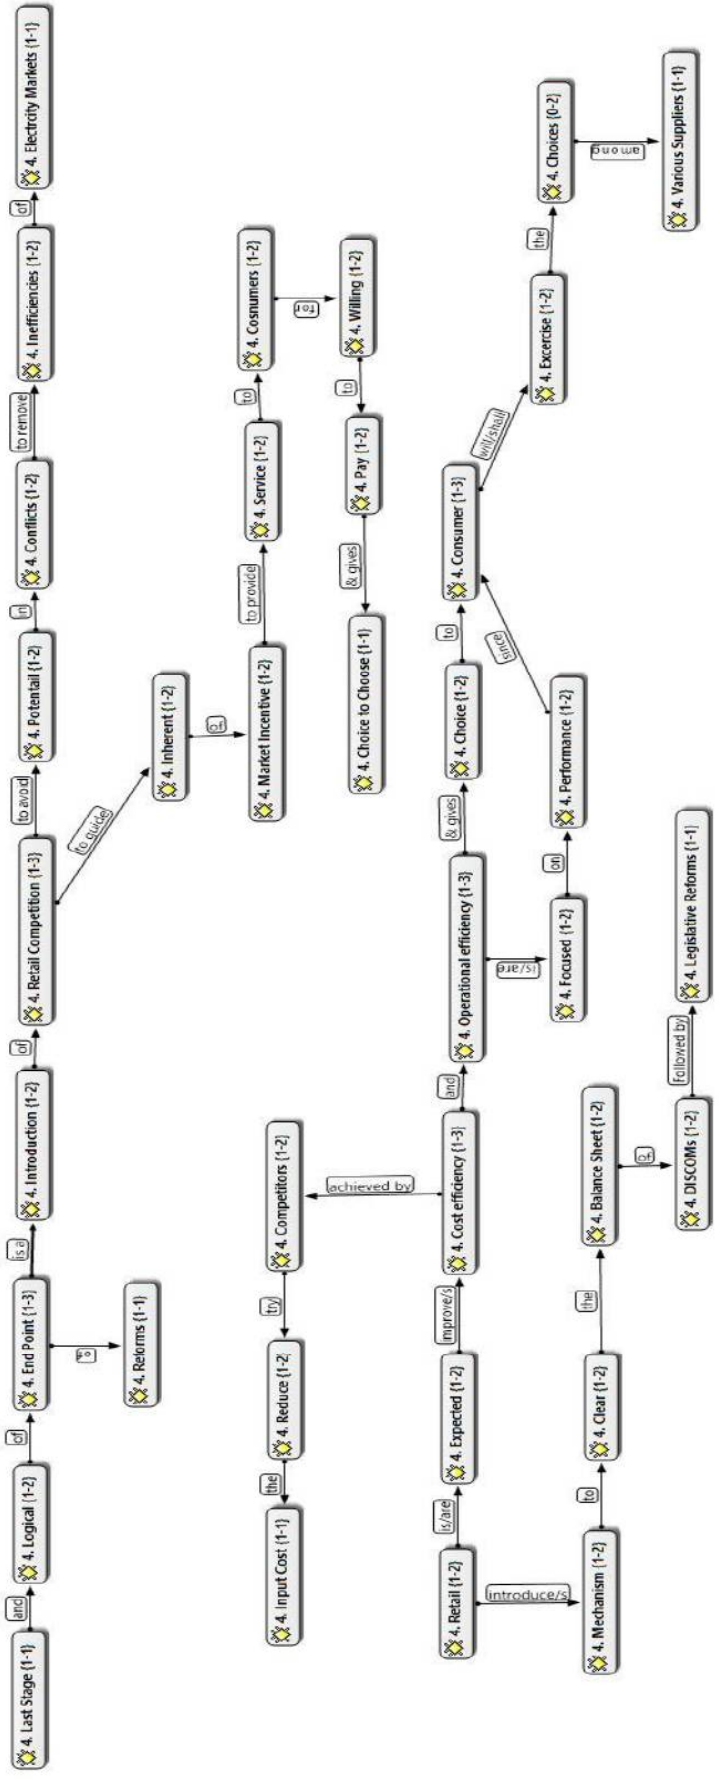 4. Last Stage {1-1}
and
4. Logical {1-2}
of
4. End Point {1-3}
is a
4. Introduction {1-2}
of
4. Retail Competition {1-3}
to avoid
4. Potentail {1-2}
in
4. Conflicts {1-2}
to remove
4. Inefficiencies {1-2}
of
4. Electrcity Markets {1-1}
4. Reforms {1-1}
to guide
4. Inherent {1-2}
of
4. Market Incentive {1-2}
to provide
4. Service {1-2}
to
4. Cosnumers {1-2}
for
4. Willing {1-2}
to
4. Pay {1-2}
& gives
4. Choice to Choose {1-1}
4. Input Cost {1-1}
the
4. Reduce {1-2}
try
4. Competitors {1-2}
achieved by
4. Retail {1-2}
is/are
4. Expected {1-2}
improve/s
4. Cost efficiency {1-3}
and
4. Operational efficiency {1-3}
& gives
4. Choice {1-2}
to
4. Consumer {1-3}
will/shall
4. Excercise {1-2}
the
4. Choices {0-2}
among
4. Various Suppliers {1-1}
is/are
4. Focused {1-2}
on
4. Performance {1-2}
since
introduce/s
4. Mechanism {1-2}
to
4. Clear {1-2}
the
4. Balance Sheet {1-2}
of
4. DISCOMs {1-2}
Followed by
4. Legislative Reforms {1-1}